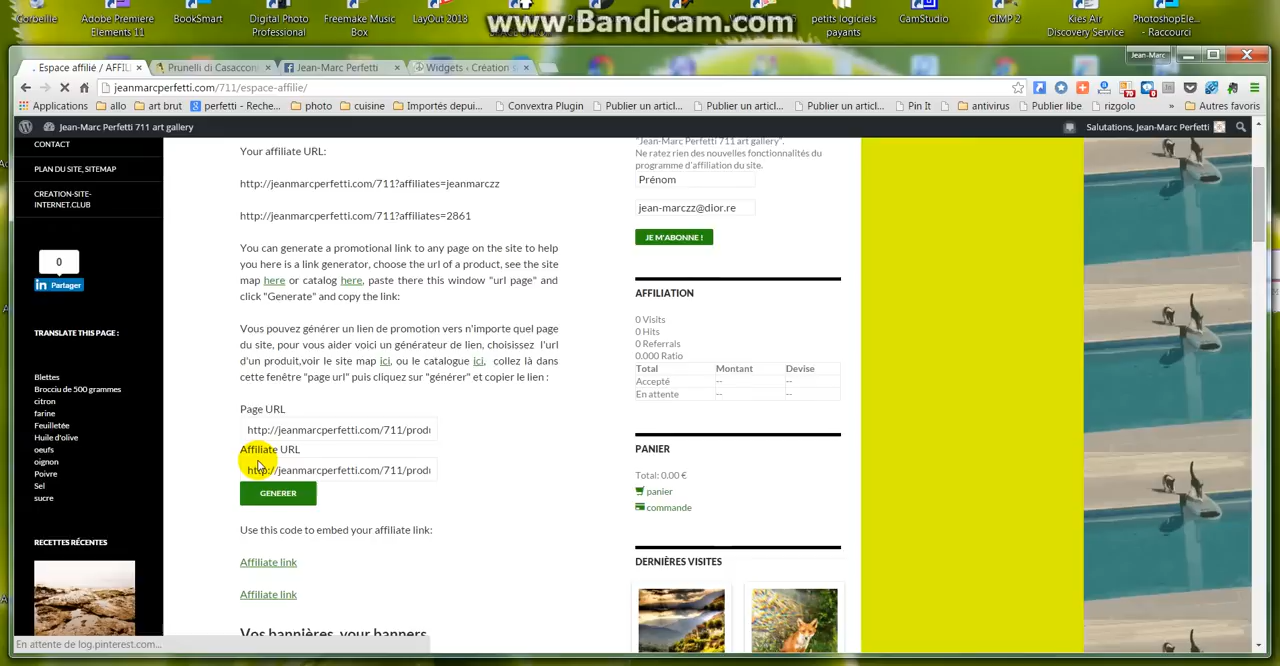 www.Bandicam.com
Corbeille
Adobe Premiere Elements 11
BookSmart
Digital Photo Professional
Freemake Music Box
LayOut 2013
petits logiciels payants
CamStudio
GIMP 2
Kies Air Discovery Service
PhotoshopEle... - Raccourci
Jean-Marc
. Espace affilié / AFFIL
Prunelli di Casaccon
Jean-Marc Perfetti
Widgets ‹ Création d
jeanmarcperfetti.com/711/espace-affilie/
Applications
allo
art brut
perfetti - Reche...
photo
cuisine
Importés depui...
Convextra Plugin
Publier un articl...
Publier un articl...
Publier un articl...
Pin It
antivirus
Publier libe
rizgolo
»
Autres favoris
Jean-Marc Perfetti 711 art gallery
Salutations, Jean-Marc Perfetti
CONTACT
PLAN DU SITE, SITEMAP
CREATION-SITE-
INTERNET.CLUB
0
in Partager
TRANSLATE THIS PAGE :
Blettes
Brocciu de 500 grammes
citron
farine
Feuilletée
Huile d'olive
oeufs
oignon
Poivre
Sel
sucre
RECETTES RÉCENTES
Your affiliate URL:
http://jeanmarcperfetti.com/711?affiliates=jeanmarczz
http://jeanmarcperfetti.com/711?affiliates=2861
You can generate a promotional link to any page on the site to help
you here is a link generator, choose the url of a product, see the site
map here or catalog here, paste there this window "url page" and
click "Generate" and copy the link:
Vous pouvez générer un lien de promotion vers n'importe quel page
du site, pour vous aider voici un générateur de lien, choisissez l'url
d'un produit,voir le site map ici, ou le catalogue ici, collez là dans
cette fenêtre "page url" puis cliquez sur "générer" et copier le lien :
Page URL
http://jeanmarcperfetti.com/711/produ
Affiliate URL
http://jeanmarcperfetti.com/711/produ
GENERER
Use this code to embed your affiliate link:
Affiliate link
Affiliate link
Vos bannières, your banners
"Jean-Marc Perfetti 711 art gallery".
Ne ratez rien des nouvelles fonctionnalités du
programme d'affiliation du site.
Prénom
jean-marczz@dior.re
JE M'ABONNE !
AFFILIATION
0 Visits
0 Hits
0 Referrals
0.000 Ratio
Total Montant Devise
Accepté -- --
En attente -- --
PANIER
Total: 0.00 €
panier
commande
DERNIÈRES VISITES
En attente de log.pinterest.com...